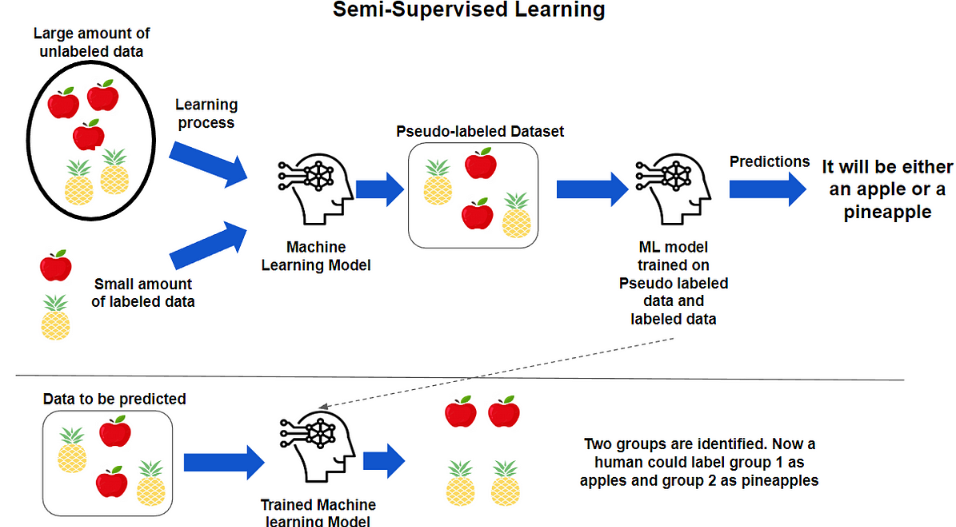 Semi-Supervised Learning
Large amount of
unlabeled data
Learning
process
Pseudo-labeled Dataset
Predictions
It will be either
an apple or a
pineapple
Machine
Learning Model
ML model
trained on
Pseudo labeled
data and
labeled data
Small amount
of labeled data
Data to be predicted
Two groups are identified. Now a
human could label group 1 as
apples and group 2 as pineapples
Trained Machine
learning Model